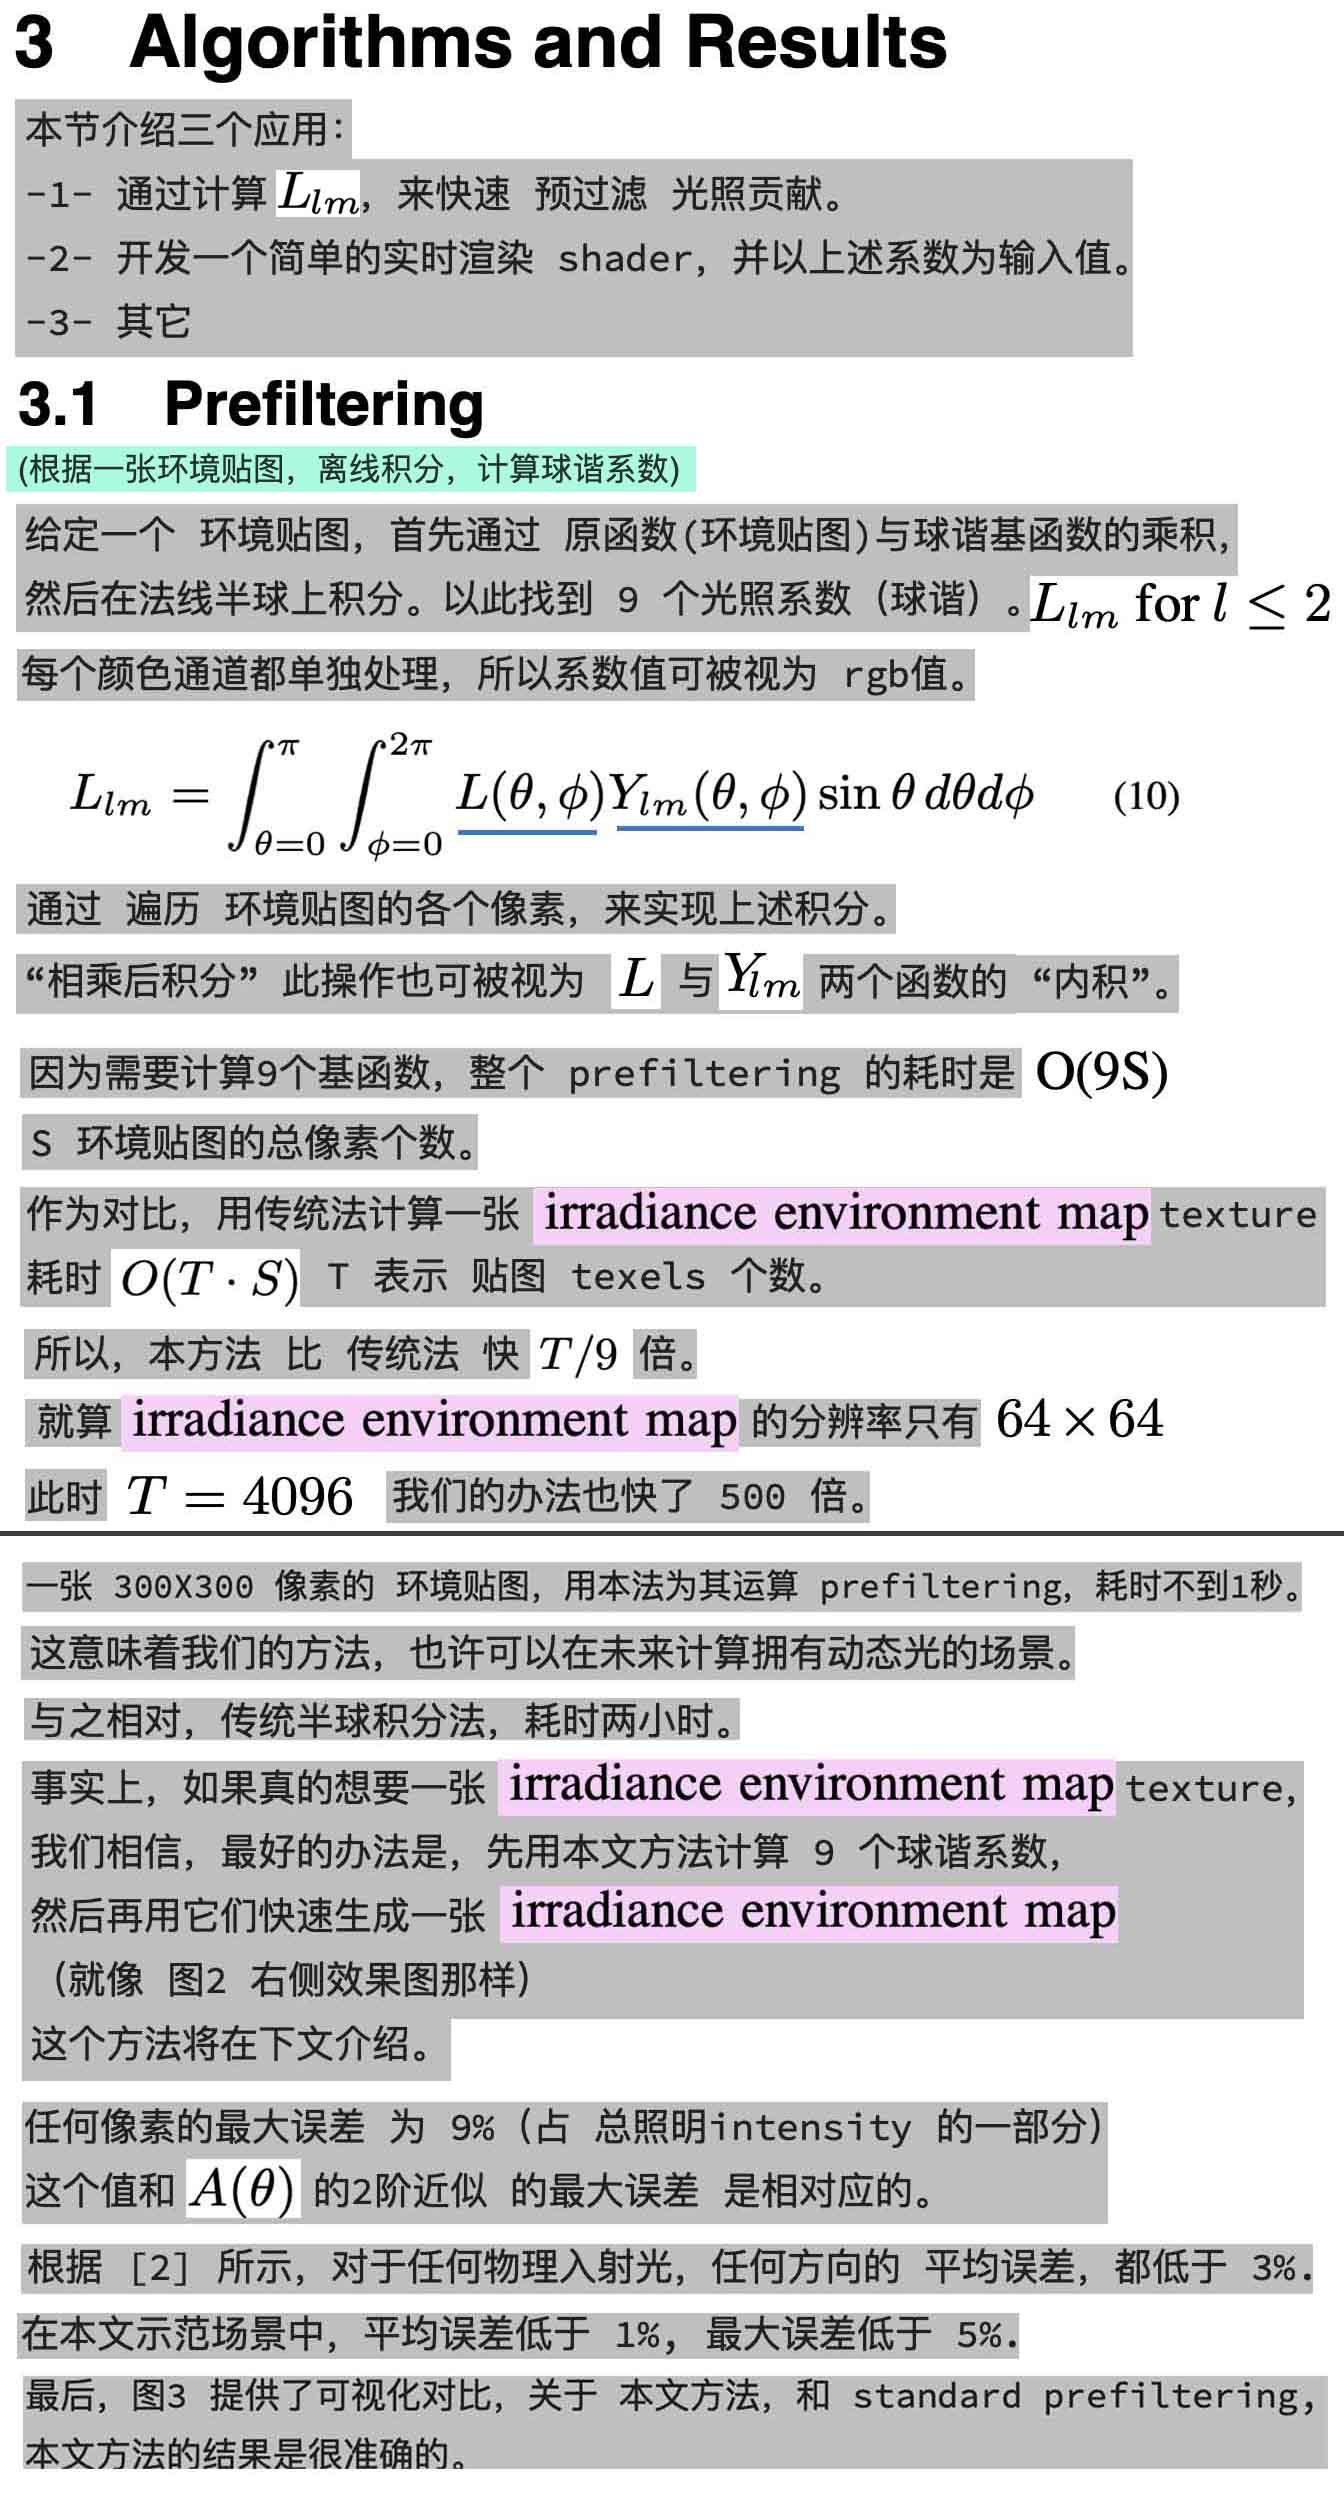 3 Algorithms and Results
本节介绍三个应用：
-1- 通过计算 L_{lm}，来快速 预过滤 光照贡献。
-2- 开发一个简单的实时渲染 shader，并以上述系数为输入值。
-3- 其它
3.1 Prefiltering
(根据一张环境贴图，离线积分，计算球谐系数)
给定一个 环境贴图，首先通过 原函数(环境贴图)与球谐基函数的乘积，
然后在法线半球上积分。以此找到 9 个光照系数（球谐）。L_{lm} for l ≤ 2
每个颜色通道都单独处理，所以系数值可被视为 rgb值。
L_{lm} = ∫_{θ=0}^{π} ∫_{φ=0}^{2π} L(θ, φ)Y_{lm}(θ, φ) sin θ dθdφ (10)
通过 遍历 环境贴图的各个像素，来实现上述积分。
“相乘后积分” 此操作也可被视为 L 与 Y_{lm} 两个函数的 “内积”。
因为需要计算9个基函数，整个 prefiltering 的耗时是 O(9S)
S 环境贴图的总像素个数。
作为对比，用传统法计算一张 irradiance environment map texture
耗时 O(T · S) T 表示 贴图 texels 个数。
所以，本方法 比 传统法 快 T/9 倍。
就算 irradiance environment map 的分辨率只有 64 × 64
此时 T = 4096 我们的办法也快了 500 倍。
一张 300X300 像素的 环境贴图，用本法为其运算 prefiltering，耗时不到1秒。
这意味着我们的方法，也许可以在未来计算拥有动态光的场景。
与之相对，传统半球积分法，耗时两小时。
事实上，如果真的想要一张 irradiance environment map texture，
我们相信，最好的办法是，先用本文方法计算 9 个球谐系数，
然后再用它们快速生成一张 irradiance environment map
（就像 图2 右侧效果图那样）
这个方法将在下文介绍。
任何像素的最大误差 为 9%（占 总照明intensity 的一部分）
这个值和 A(θ) 的2阶近似 的最大误差 是相对应的。
根据 [2] 所示，对于任何物理入射光，任何方向的 平均误差，都低于 3%.
在本文示范场景中，平均误差低于 1%, 最大误差低于 5%.
最后，图3 提供了可视化对比，关于 本文方法，和 standard prefiltering，
本文方法的结果是很准确的。